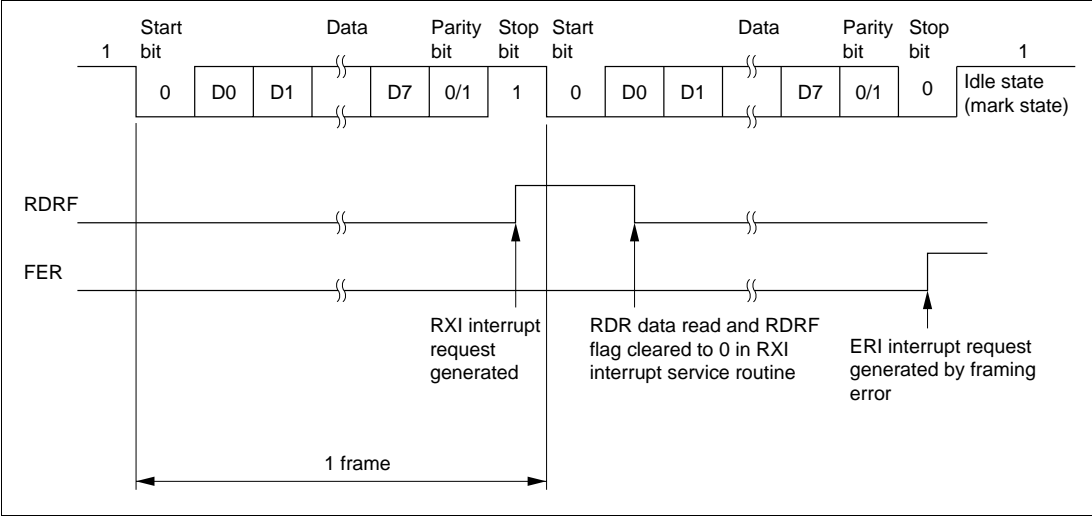 Start bit
Data
Parity bit
Stop bit
Start bit
Data
Parity bit
Stop bit
1
1
0
D0
D1
D7
0/1
1
0
D0
D1
D7
0/1
0
Idle state
(mark state)
RDRF
FER
RXI interrupt
request
generated
RDR data read and RDRF
flag cleared to 0 in RXI
interrupt service routine
ERI interrupt request
generated by framing
error
1 frame